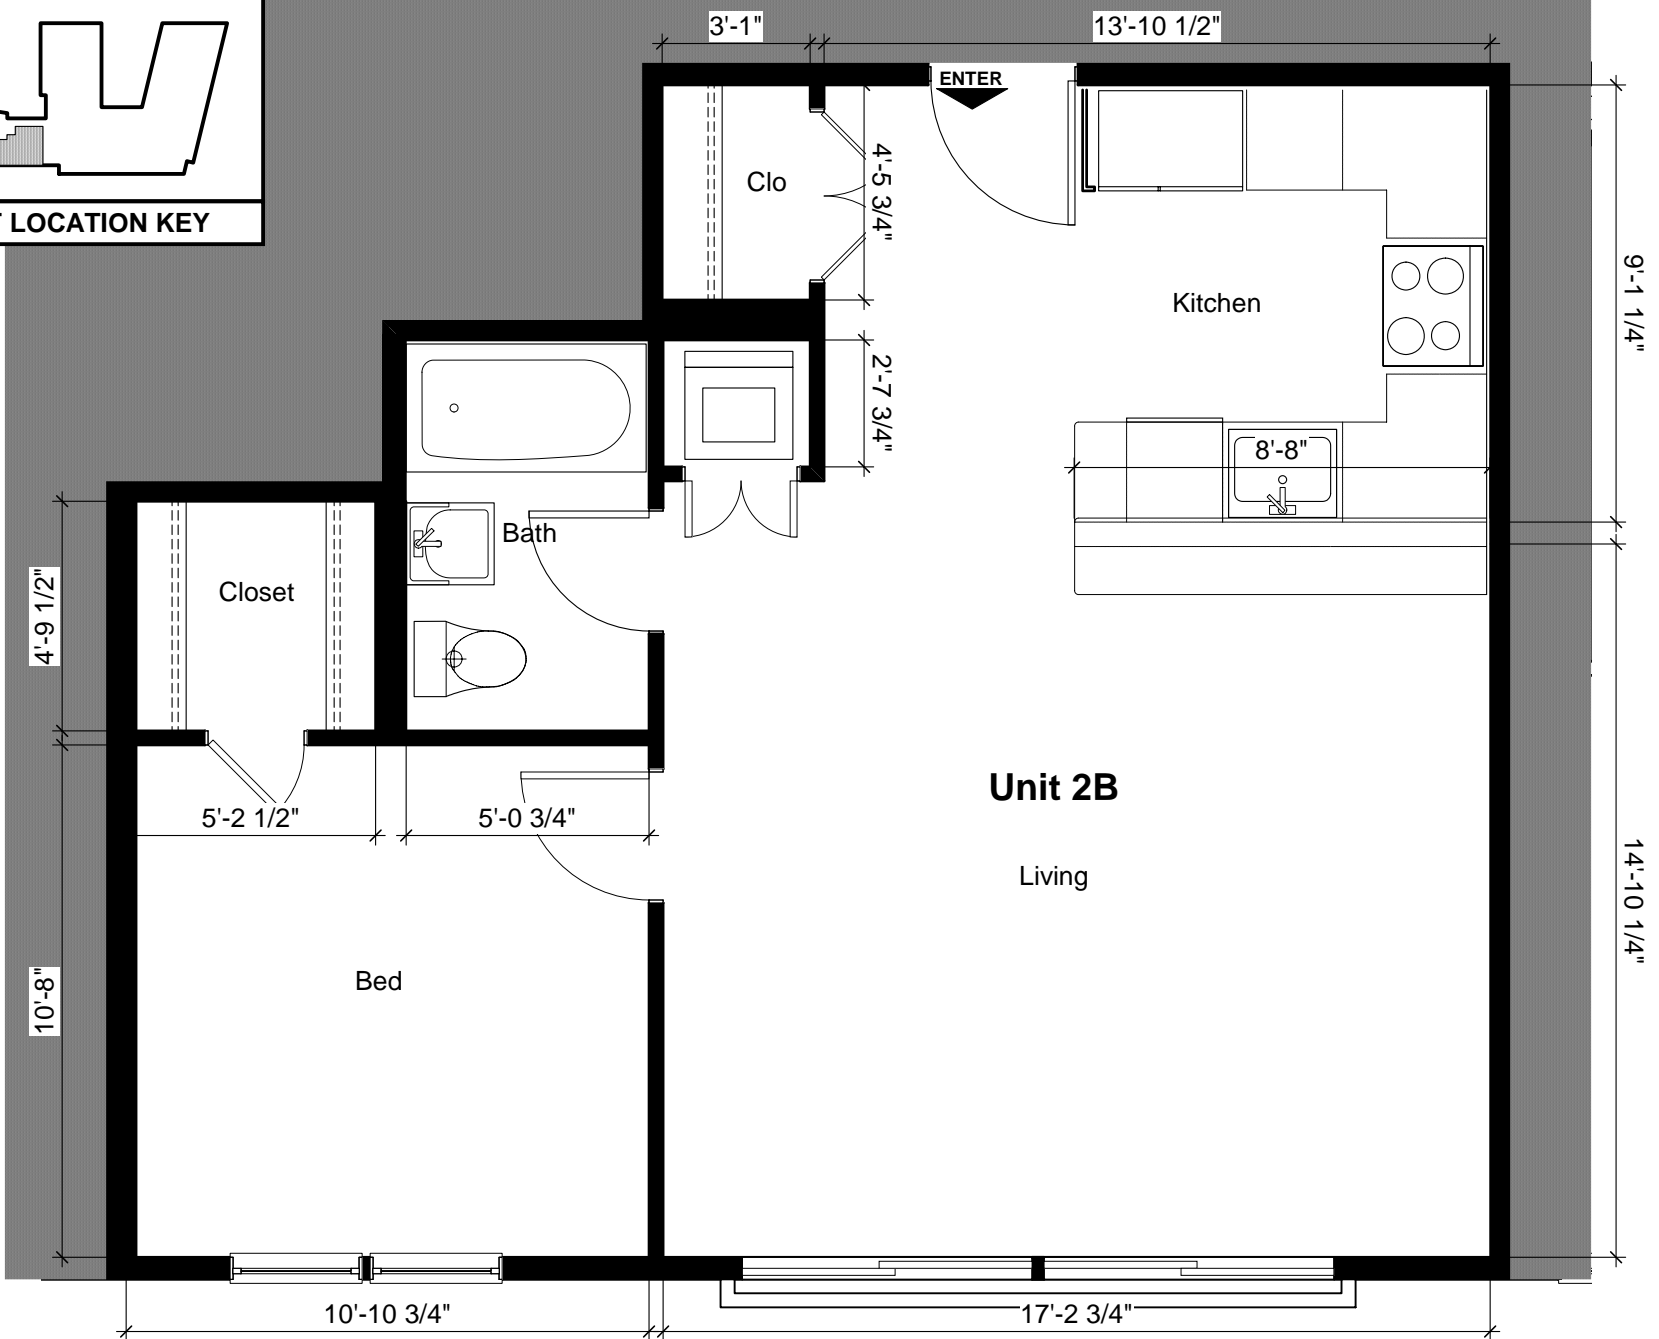 3'-1"
13'-10 1/2"
ENTER
LOCATION KEY
Clo
4'-5 3/4"
Kitchen
9'-1 1/4"
2'-7 3/4"
8'-8"
Bath
Closet
4'-9 1/2"
Unit 2B
5'-2 1/2"
5'-0 3/4"
Living
14'-10 1/4"
Bed
10'-8"
10'-10 3/4"
17'-2 3/4"